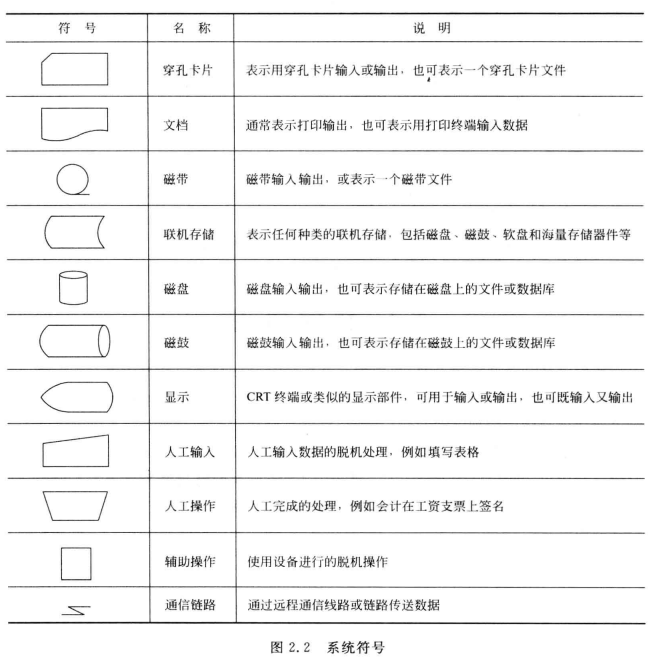 符 号 名 称 说 明
穿孔卡片 表示用穿孔卡片输入或输出，也可表示一个穿孔卡片文件
文档 通常表示打印输出，也可表示用打印终端输入数据
磁带 磁带输入输出，或表示一个磁带文件
联机存储 表示任何种类的联机存储，包括磁盘、磁鼓、软盘和海量存储器件等
磁盘 磁盘输入输出，也可表示存储在磁盘上的文件或数据库
磁鼓 磁鼓输入输出，也可表示存储在磁鼓上的文件或数据库
显示 CRT 终端或类似的显示部件，可用于输入或输出，也可既输入又输出
人工输入 人工输入数据的脱机处理，例如填写表格
人工操作 人工完成的处理，例如会计在工资支票上签名
辅助操作 使用设备进行的脱机操作
通信链路 通过远程通信线路或链路传送数据
图 2.2 系统符号